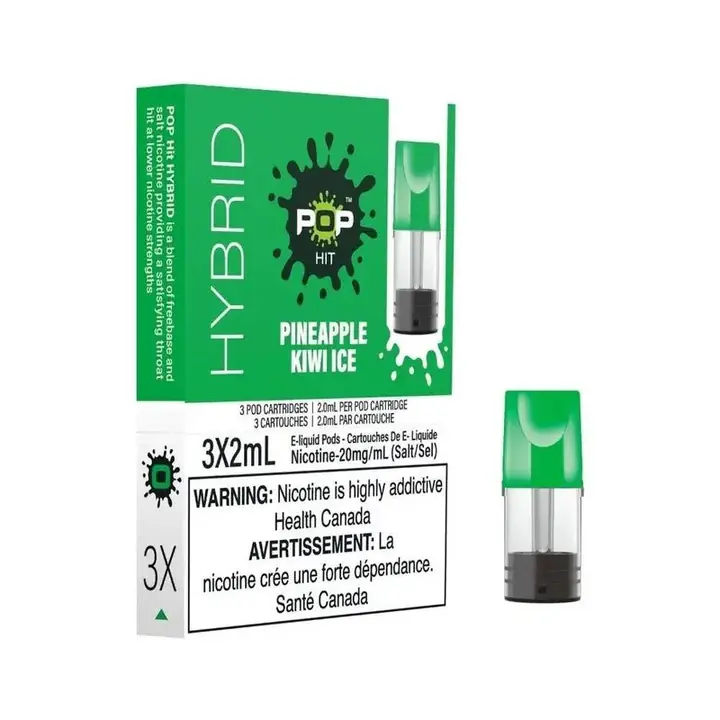 POP Hit HYBRID is a blend of freebase and
salt nicotine providing a satisfying throat
hit at lower nicotine strengths
HYBRID
POP™
HIT
PINEAPPLE
KIWI ICE
3 POD CARTRIDGES | 2.0mL PER POD CARTRIDGE
3 CARTOUCHES | 2.0mL PAR CARTOUCHE
3X2mL
E-liquid Pods - Cartouches De E- Liquide
Nicotine-20mg/mL (Salt/Sel)
WARNING: Nicotine is highly addictive
Health Canada
AVERTISSEMENT: La
nicotine crée une forte dépendance.
Santé Canada
3X